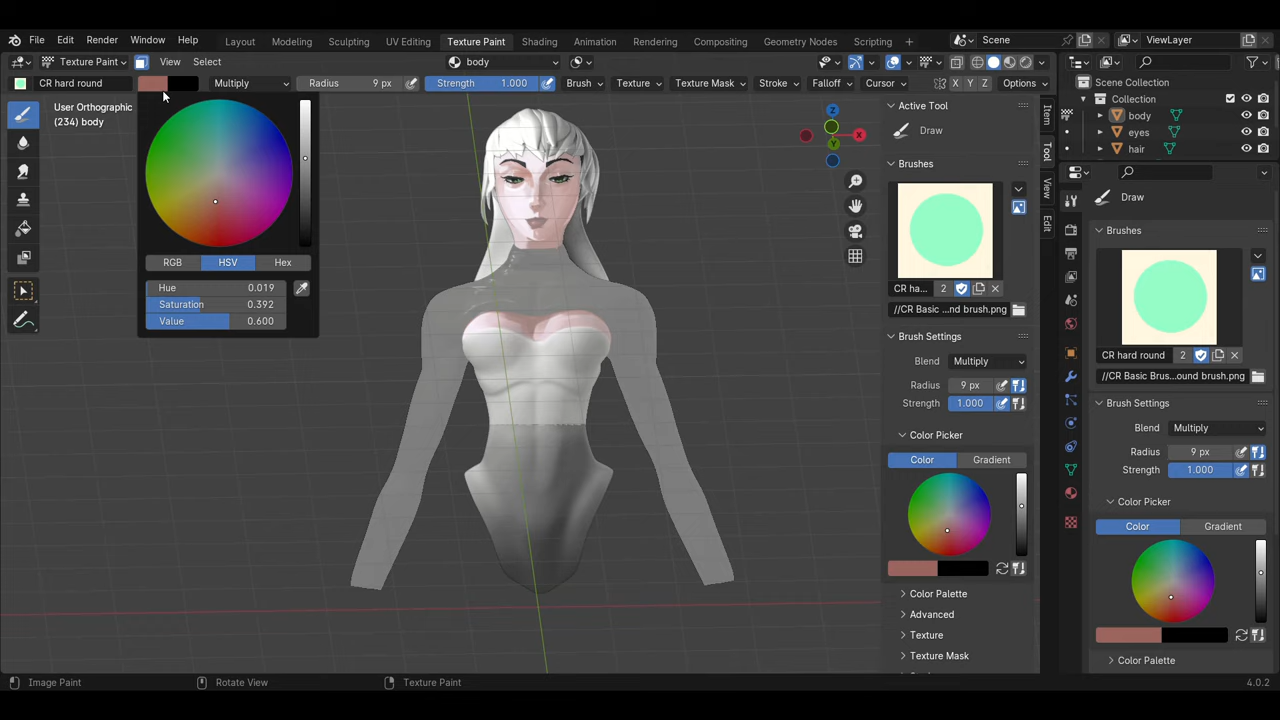 File Edit Render Window Help Layout Modeling Sculpting UV Editing Texture Paint Shading Animation Rendering Compositing Geometry Nodes Scripting Scene ViewLayer
Texture Paint View Select body
CR hard round Multiply Radius 9 px Strength 1.000 Brush Texture Texture Mask Stroke Falloff Cursor X Y Z Options
Scene Collection
Collection
body
eyes
hair
User Orthographic
(234) body
RGB HSV Hex
Hue 0.019
Saturation 0.392
Value 0.600
Z
X
Y
Active Tool
Draw
Brushes
CR ha... 2
//CR Basic ...nd brush.png
Brush Settings
Blend Multiply
Radius 9 px
Strength 1.000
Color Picker
Color Gradient
Color Palette
Advanced
Texture
Texture Mask
Item
Tool
View
Edit
Draw
Brushes
CR hard round 2
//CR Basic Brus...ound brush.png
Brush Settings
Blend Multiply
Radius 9 px
Strength 1.000
Color Picker
Color Gradient
Color Palette
Image Paint Rotate View Texture Paint 4.0.2